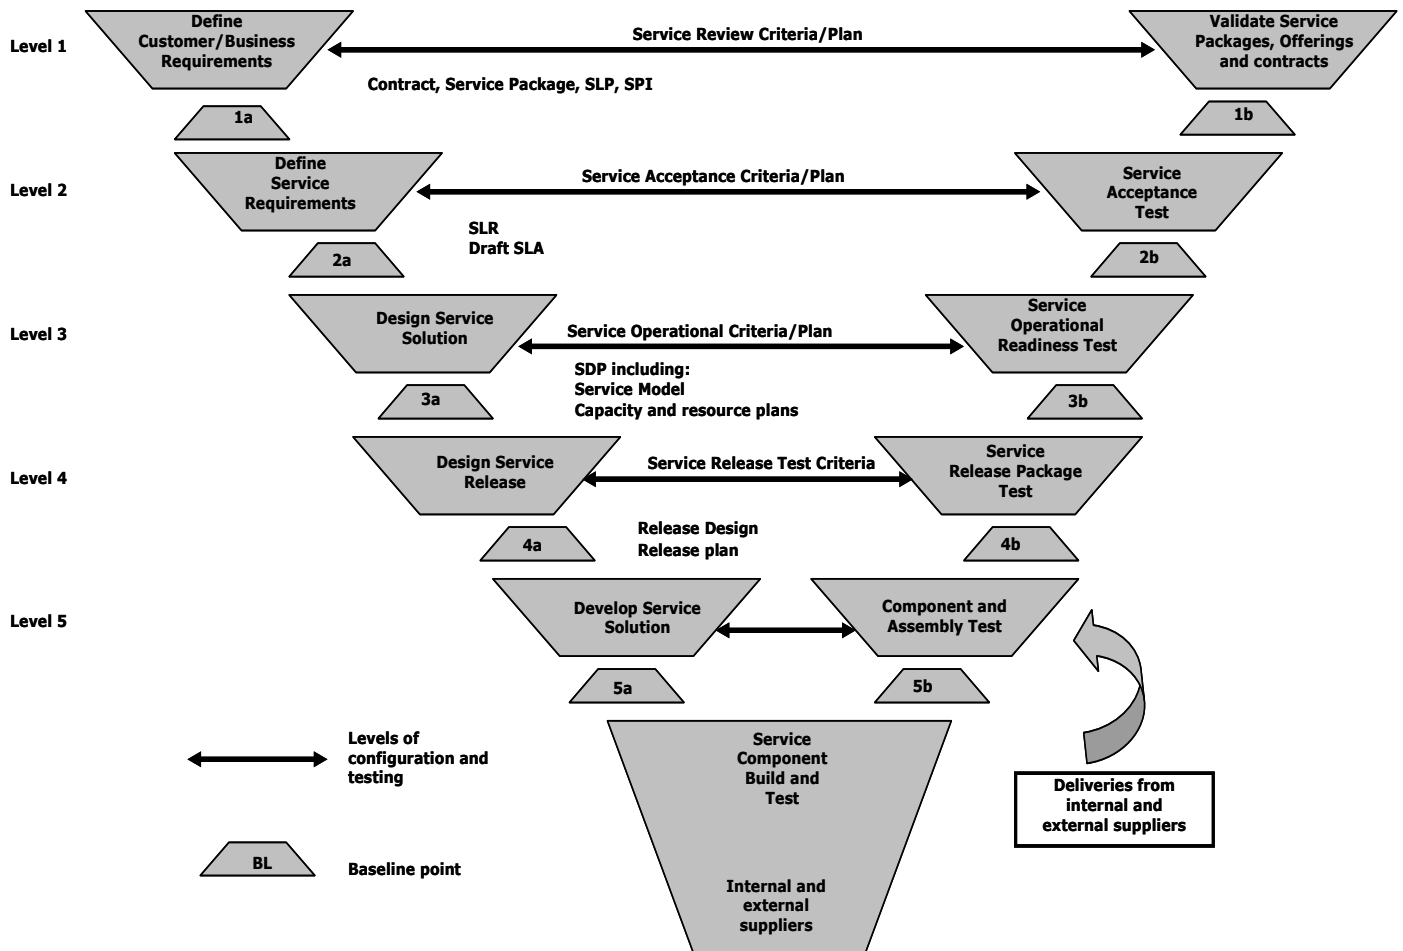 Level 1
Define
Customer/Business
Requirements
Service Review Criteria/Plan
Validate Service
Packages, Offerings
and contracts
Contract, Service Package, SLP, SPI
1a
1b
Level 2
Define
Service
Requirements
Service Acceptance Criteria/Plan
Service
Acceptance
Test
SLR
Draft SLA
2a
2b
Level 3
Design Service
Solution
Service Operational Criteria/Plan
Service
Operational
Readiness Test
SDP including:
Service Model
Capacity and resource plans
3a
3b
Level 4
Design Service
Release
Service Release Test Criteria
Service
Release Package
Test
Release Design
Release plan
4a
4b
Level 5
Develop Service
Solution
Component and
Assembly Test
5a
5b
Levels of
configuration and
testing
Service
Component
Build and
Test
Deliveries from
internal and
external suppliers
BL
Baseline point
Internal and
external
suppliers